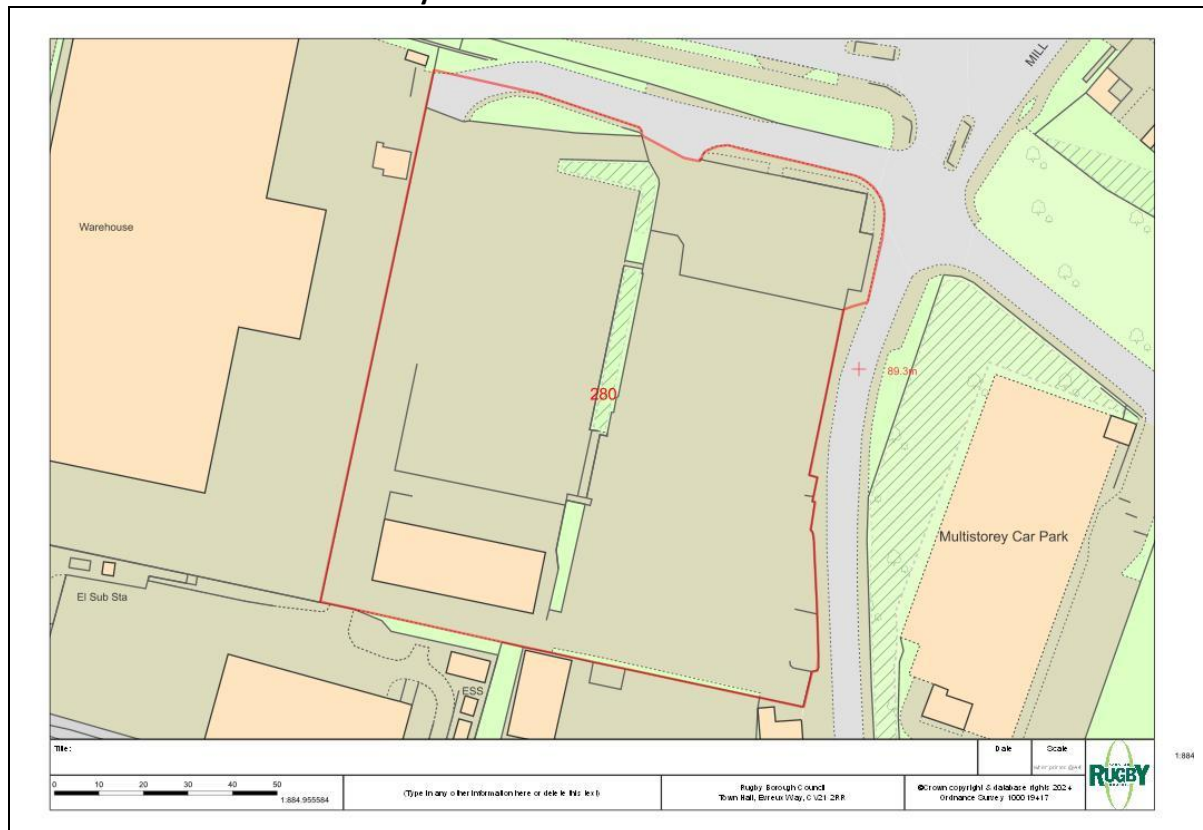 MILL
Warehouse
280
89.3m
Multistorey Car Park
El Sub Sta
ESS
Title:
Date
Scale
0 10 20 30 40 50
1:884.955584
(Type in any other information here or delete this text)
Rugby Borough Council
Town Hall, Evreux Way, CV21 2RR
©Crown copyright & database rights 2024
Ordnance Survey 100019417
RUGBY
1:884